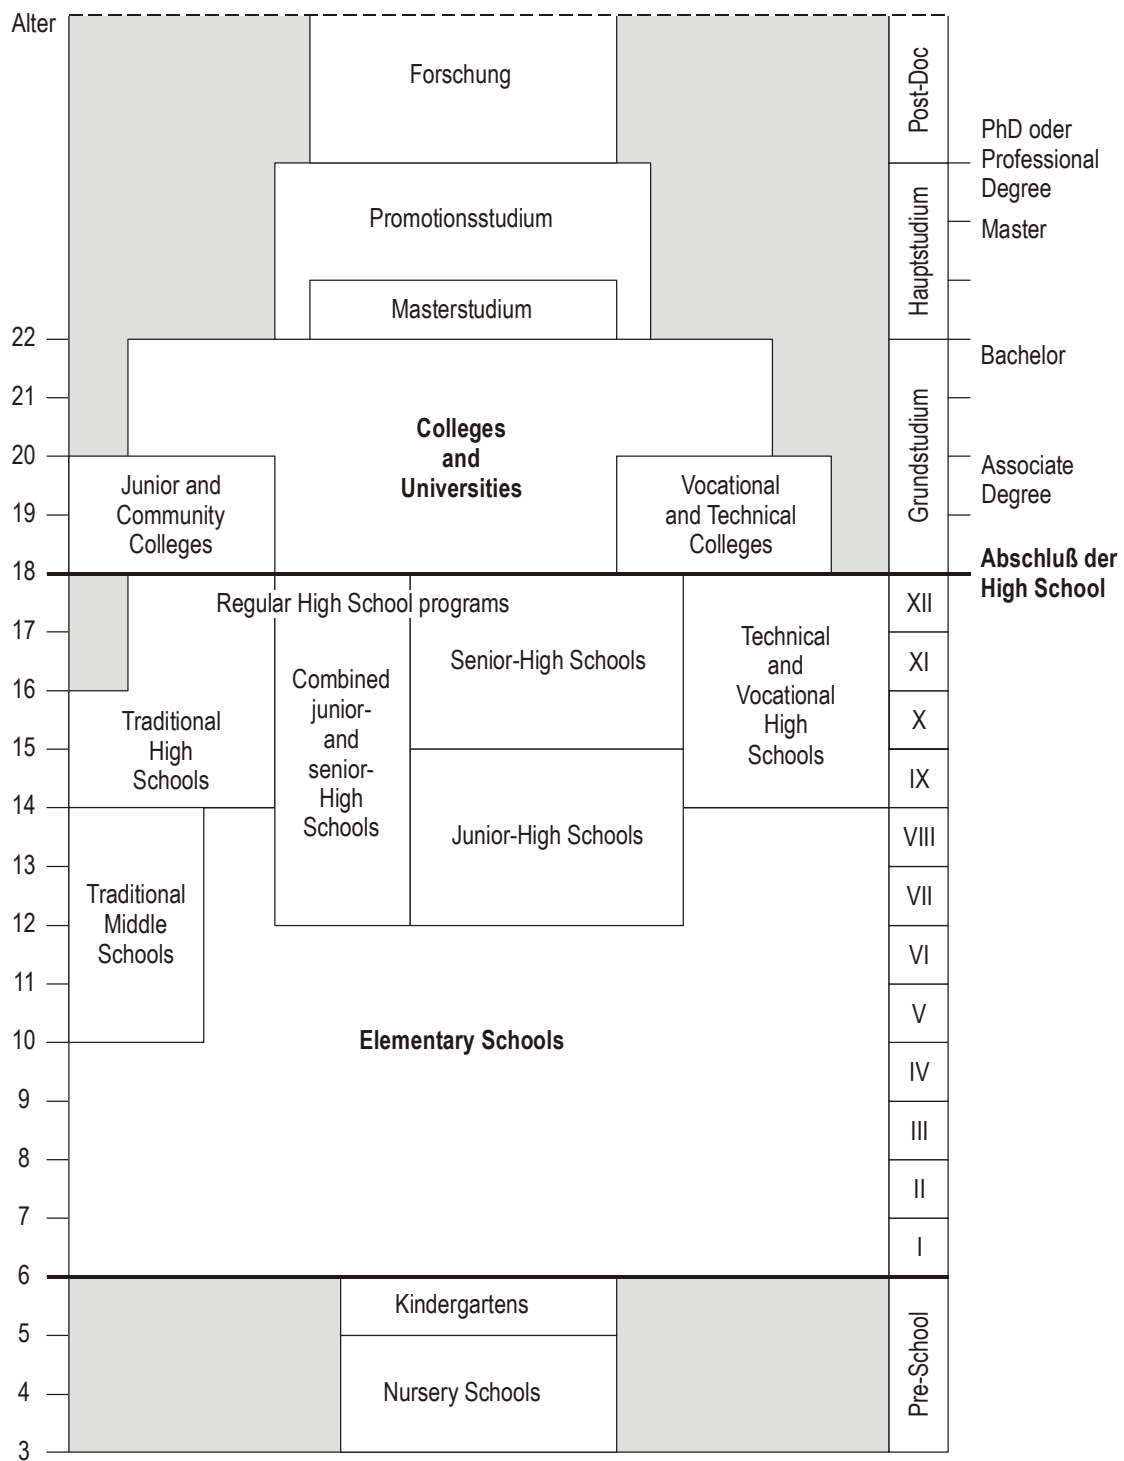 Alter
Forschung
Post-Doc
PhD oder
Professional
Degree
Promotionsstudium
Hauptstudium
Master
Masterstudium
22
Bachelor
21
Colleges
and
Universities
Grundstudium
20
Junior and
Community
Colleges
Vocational
and Technical
Colleges
Associate
Degree
19
18
Abschluß der
High School
Regular High School programs
XII
17
Technical
and
Vocational
High
Schools
Senior-High Schools
XI
Combined
junior-
and
senior-
High
Schools
16
Traditional
High
Schools
X
15
IX
14
Junior-High Schools
VIII
13
Traditional
Middle
Schools
VII
12
VI
11
V
10
Elementary Schools
IV
9
III
8
II
7
I
6
Kindergartens
5
Pre-School
4
Nursery Schools
3